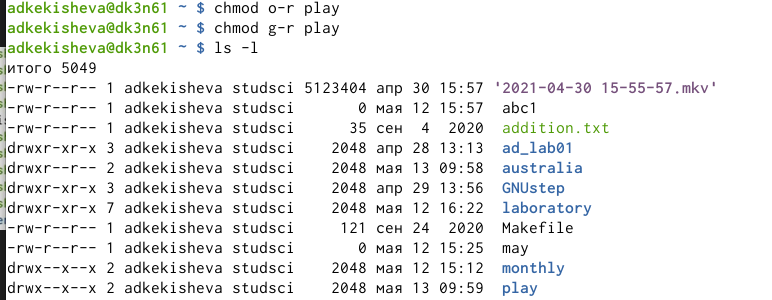 adkekisheva@dk3n61 ~ $ chmod o-r play
adkekisheva@dk3n61 ~ $ chmod g-r play
adkekisheva@dk3n61 ~ $ ls -l
итого 5049
-rw-r--r-- 1 adkekisheva studsci 5123404 апр 30 15:57 '2021-04-30 15-55-57.mkv'
-rw-r--r-- 1 adkekisheva studsci       0 мая 12 15:57  abc1
-rw-r--r-- 1 adkekisheva studsci      35 сен  4  2020  addition.txt
drwxr-xr-x 3 adkekisheva studsci    2048 апр 28 13:13  ad_lab01
drwxr--r-- 2 adkekisheva studsci    2048 мая 13 09:58  australia
drwxr-xr-x 3 adkekisheva studsci    2048 апр 29 13:56  GNUstep
drwxr-xr-x 7 adkekisheva studsci    2048 мая 12 16:22  laboratory
-rw-r--r-- 1 adkekisheva studsci     121 сен 24  2020  Makefile
-rw-r--r-- 1 adkekisheva studsci       0 мая 12 15:25  may
drwx--x--x 2 adkekisheva studsci    2048 мая 12 15:12  monthly
drwx--x--x 2 adkekisheva studsci    2048 мая 13 09:59  play